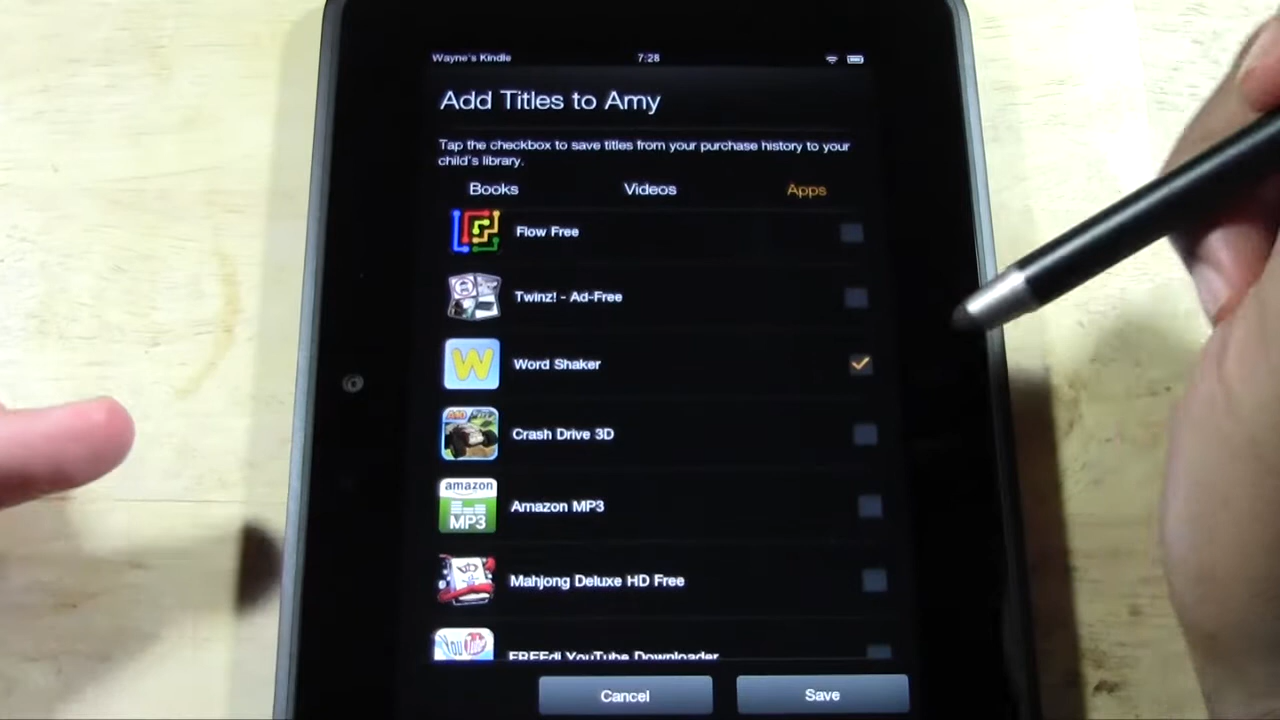 Wayne's Kindle 7:28
Add Titles to Amy
Tap the checkbox to save titles from your purchase history to your
child's library.
Books Videos Apps
Flow Free
Twinz! - Ad-Free
W Word Shaker
Crash Drive 3D
amazon
MP3
Amazon MP3
Mahjong Deluxe HD Free
YouTube
FREEdi YouTube Downloader
Cancel Save